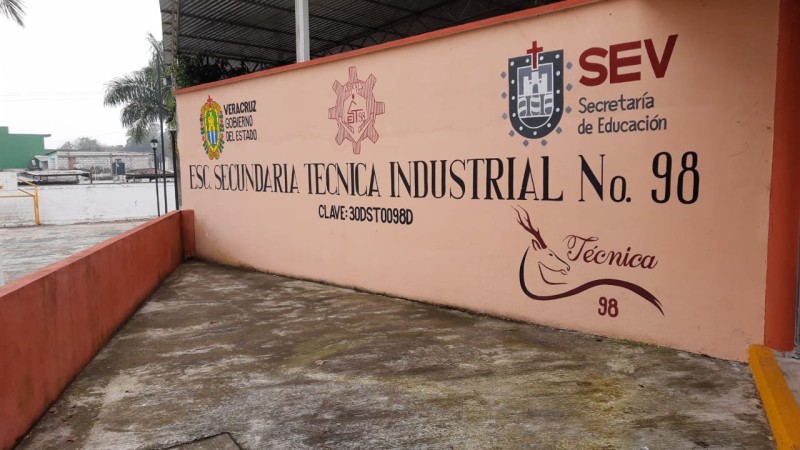 VERACRUZ
GOBIERNO
DEL ESTADO
SEV
Secretaría
de Educación
ESC. SECUNDARIA TECNICA INDUSTRIAL No. 98
CLAVE: 30DST0098D
Técnica
98